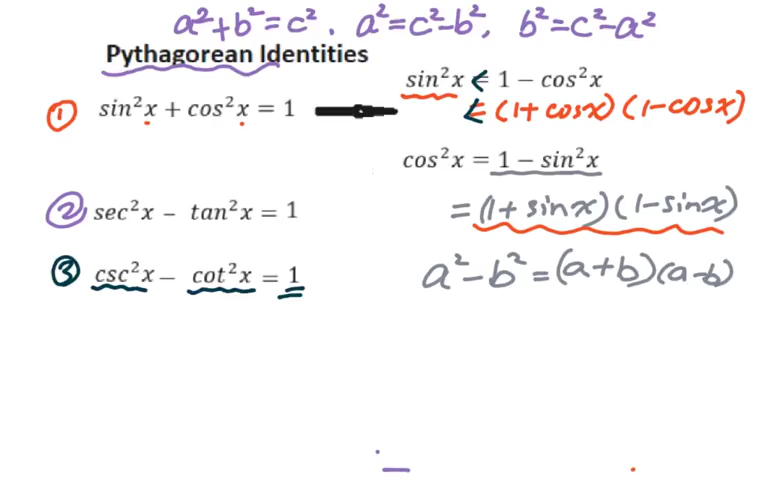 a² + b² = c² . a² = c² - b², b² = c² - a²
Pythagorean Identities
① sin²x + cos²x = 1
sin²x = 1 − cos²x
= (1 + cosx)(1 - cosx)
cos²x = 1 − sin²x
= (1 + sinx)(1 - sinx)
② sec²x − tan²x = 1
③ csc²x − cot²x = 1
a² - b² = (a + b)(a - b)